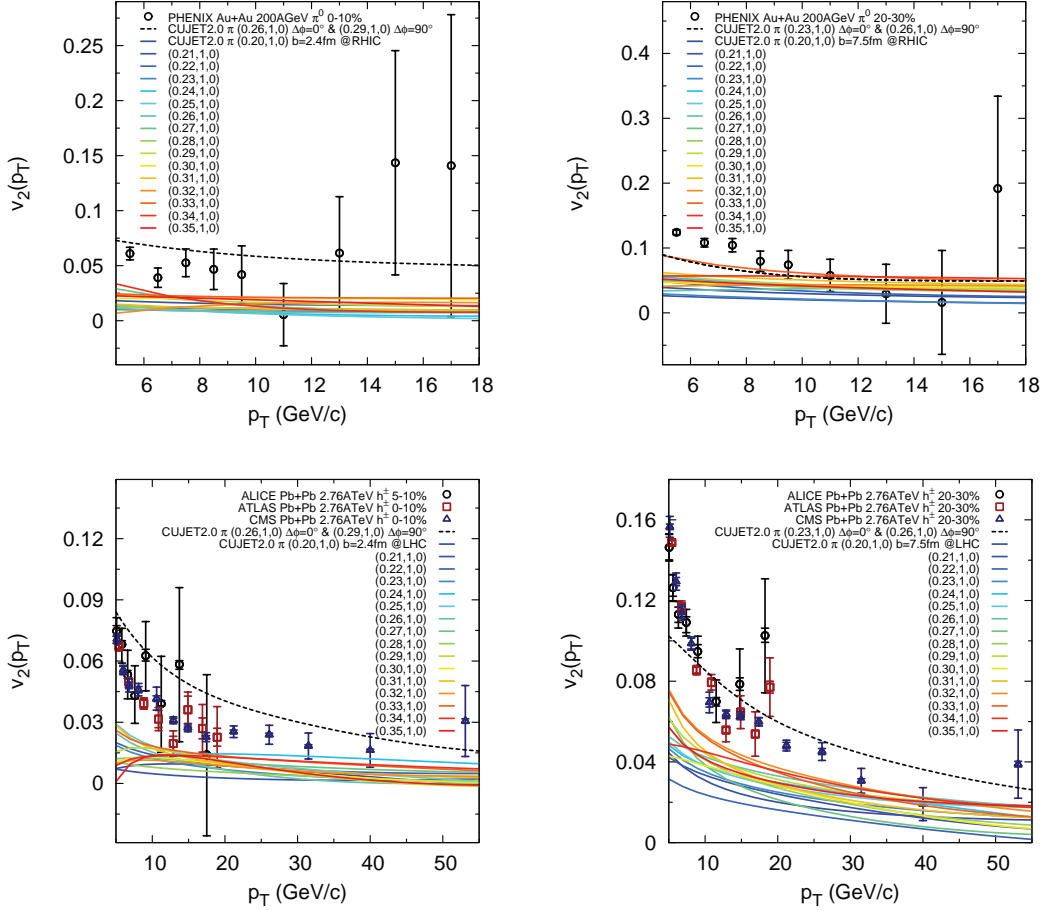 PHENIX Au+Au 200AGeV π⁰ 0-10%
CUJET2.0 π (0.26,1,0) Δϕ=0° & (0.29,1,0) Δϕ=90°
CUJET2.0 π (0.20,1,0) b=2.4fm @RHIC
(0.21,1,0)
(0.22,1,0)
(0.23,1,0)
(0.24,1,0)
(0.25,1,0)
(0.26,1,0)
(0.27,1,0)
(0.28,1,0)
(0.29,1,0)
(0.30,1,0)
(0.31,1,0)
(0.32,1,0)
(0.33,1,0)
(0.34,1,0)
(0.35,1,0)
0.25
0.2
0.15
0.1
0.05
0
v₂(p_T)
6 8 10 12 14 16 18
p_T (GeV/c)
PHENIX Au+Au 200AGeV π⁰ 20-30%
CUJET2.0 π (0.23,1,0) Δϕ=0° & (0.26,1,0) Δϕ=90°
CUJET2.0 π (0.20,1,0) b=7.5fm @RHIC
(0.21,1,0)
(0.22,1,0)
(0.23,1,0)
(0.24,1,0)
(0.25,1,0)
(0.26,1,0)
(0.27,1,0)
(0.28,1,0)
(0.29,1,0)
(0.30,1,0)
(0.31,1,0)
(0.32,1,0)
(0.33,1,0)
(0.34,1,0)
(0.35,1,0)
0.4
0.3
0.2
0.1
0
v₂(p_T)
6 8 10 12 14 16 18
p_T (GeV/c)
ALICE Pb+Pb 2.76ATeV h± 5-10%
ATLAS Pb+Pb 2.76ATeV h± 0-10%
CMS Pb+Pb 2.76ATeV h± 0-10%
CUJET2.0 π (0.26,1,0) Δϕ=0° & (0.29,1,0) Δϕ=90°
CUJET2.0 π (0.20,1,0) b=2.4fm @LHC
(0.21,1,0)
(0.22,1,0)
(0.23,1,0)
(0.24,1,0)
(0.25,1,0)
(0.26,1,0)
(0.27,1,0)
(0.28,1,0)
(0.29,1,0)
(0.30,1,0)
(0.31,1,0)
(0.32,1,0)
(0.33,1,0)
(0.34,1,0)
(0.35,1,0)
0.12
0.09
0.06
0.03
0
v₂(p_T)
10 20 30 40 50
p_T (GeV/c)
ALICE Pb+Pb 2.76ATeV h± 20-30%
ATLAS Pb+Pb 2.76ATeV h± 20-30%
CMS Pb+Pb 2.76ATeV h± 20-30%
CUJET2.0 π (0.23,1,0) Δϕ=0° & (0.26,1,0) Δϕ=90°
CUJET2.0 π (0.20,1,0) b=7.5fm @LHC
(0.21,1,0)
(0.22,1,0)
(0.23,1,0)
(0.24,1,0)
(0.25,1,0)
(0.26,1,0)
(0.27,1,0)
(0.28,1,0)
(0.29,1,0)
(0.30,1,0)
(0.31,1,0)
(0.32,1,0)
(0.33,1,0)
(0.34,1,0)
(0.35,1,0)
0.16
0.12
0.08
0.04
0
v₂(p_T)
10 20 30 40 50
p_T (GeV/c)